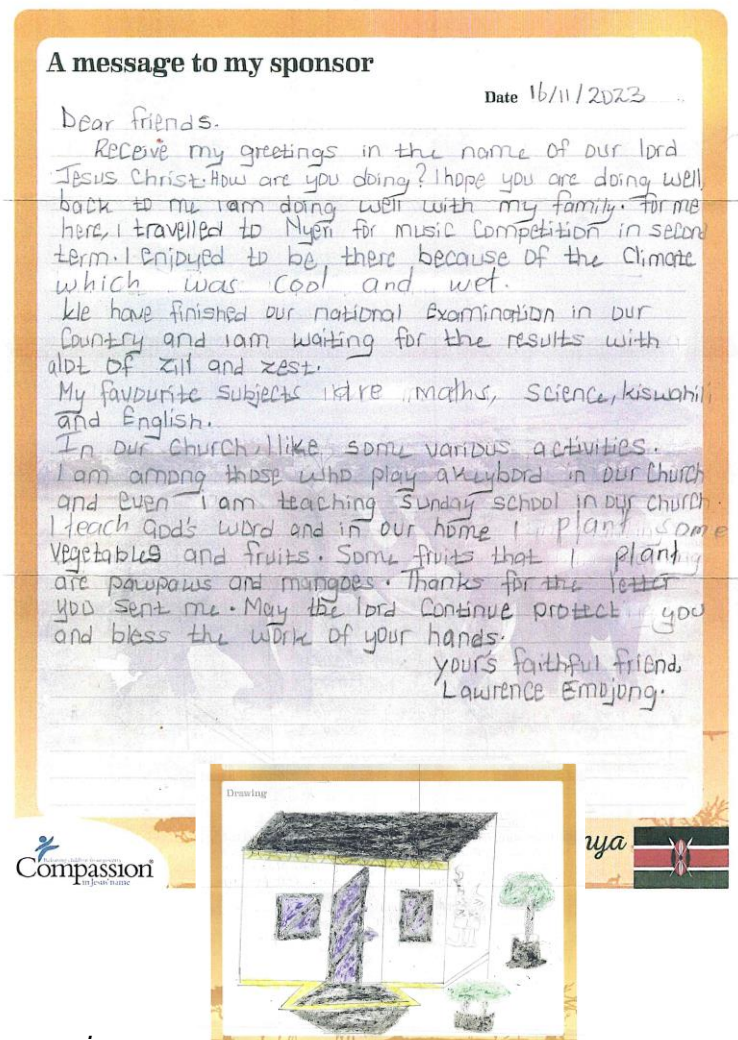 A message to my sponsor
Date 16/11/2023
Dear friends.
Receive my greetings in the name of our lord
Jesus Christ. How are you doing? I hope you are doing well,
back to me iam doing well with my family. for me
here, i travelled to Nyeri for music Competition in second
term. I enjoyed to be there because of the Climate
which was cool and wet.
We have finished our national Examination in our
Country and iam waiting for the results with
alot of zill and zest.
My favourite subjects are maths, Science, kiswahili
and English.
In our church, I like some various activities.
I am among those who play akeybord in our church
and even i am teaching Sunday school in our church.
I teach God's word and in our home I plant some
vegetables and fruits. Some fruits that I plant
are pawpaws and mangoes. Thanks for the letter
you sent me. May the lord Continue protect you
and bless the work of your hands.
yours faithful friend,
Lawrence Emojong.
Drawing
Compassion
in Jesus' name
nya